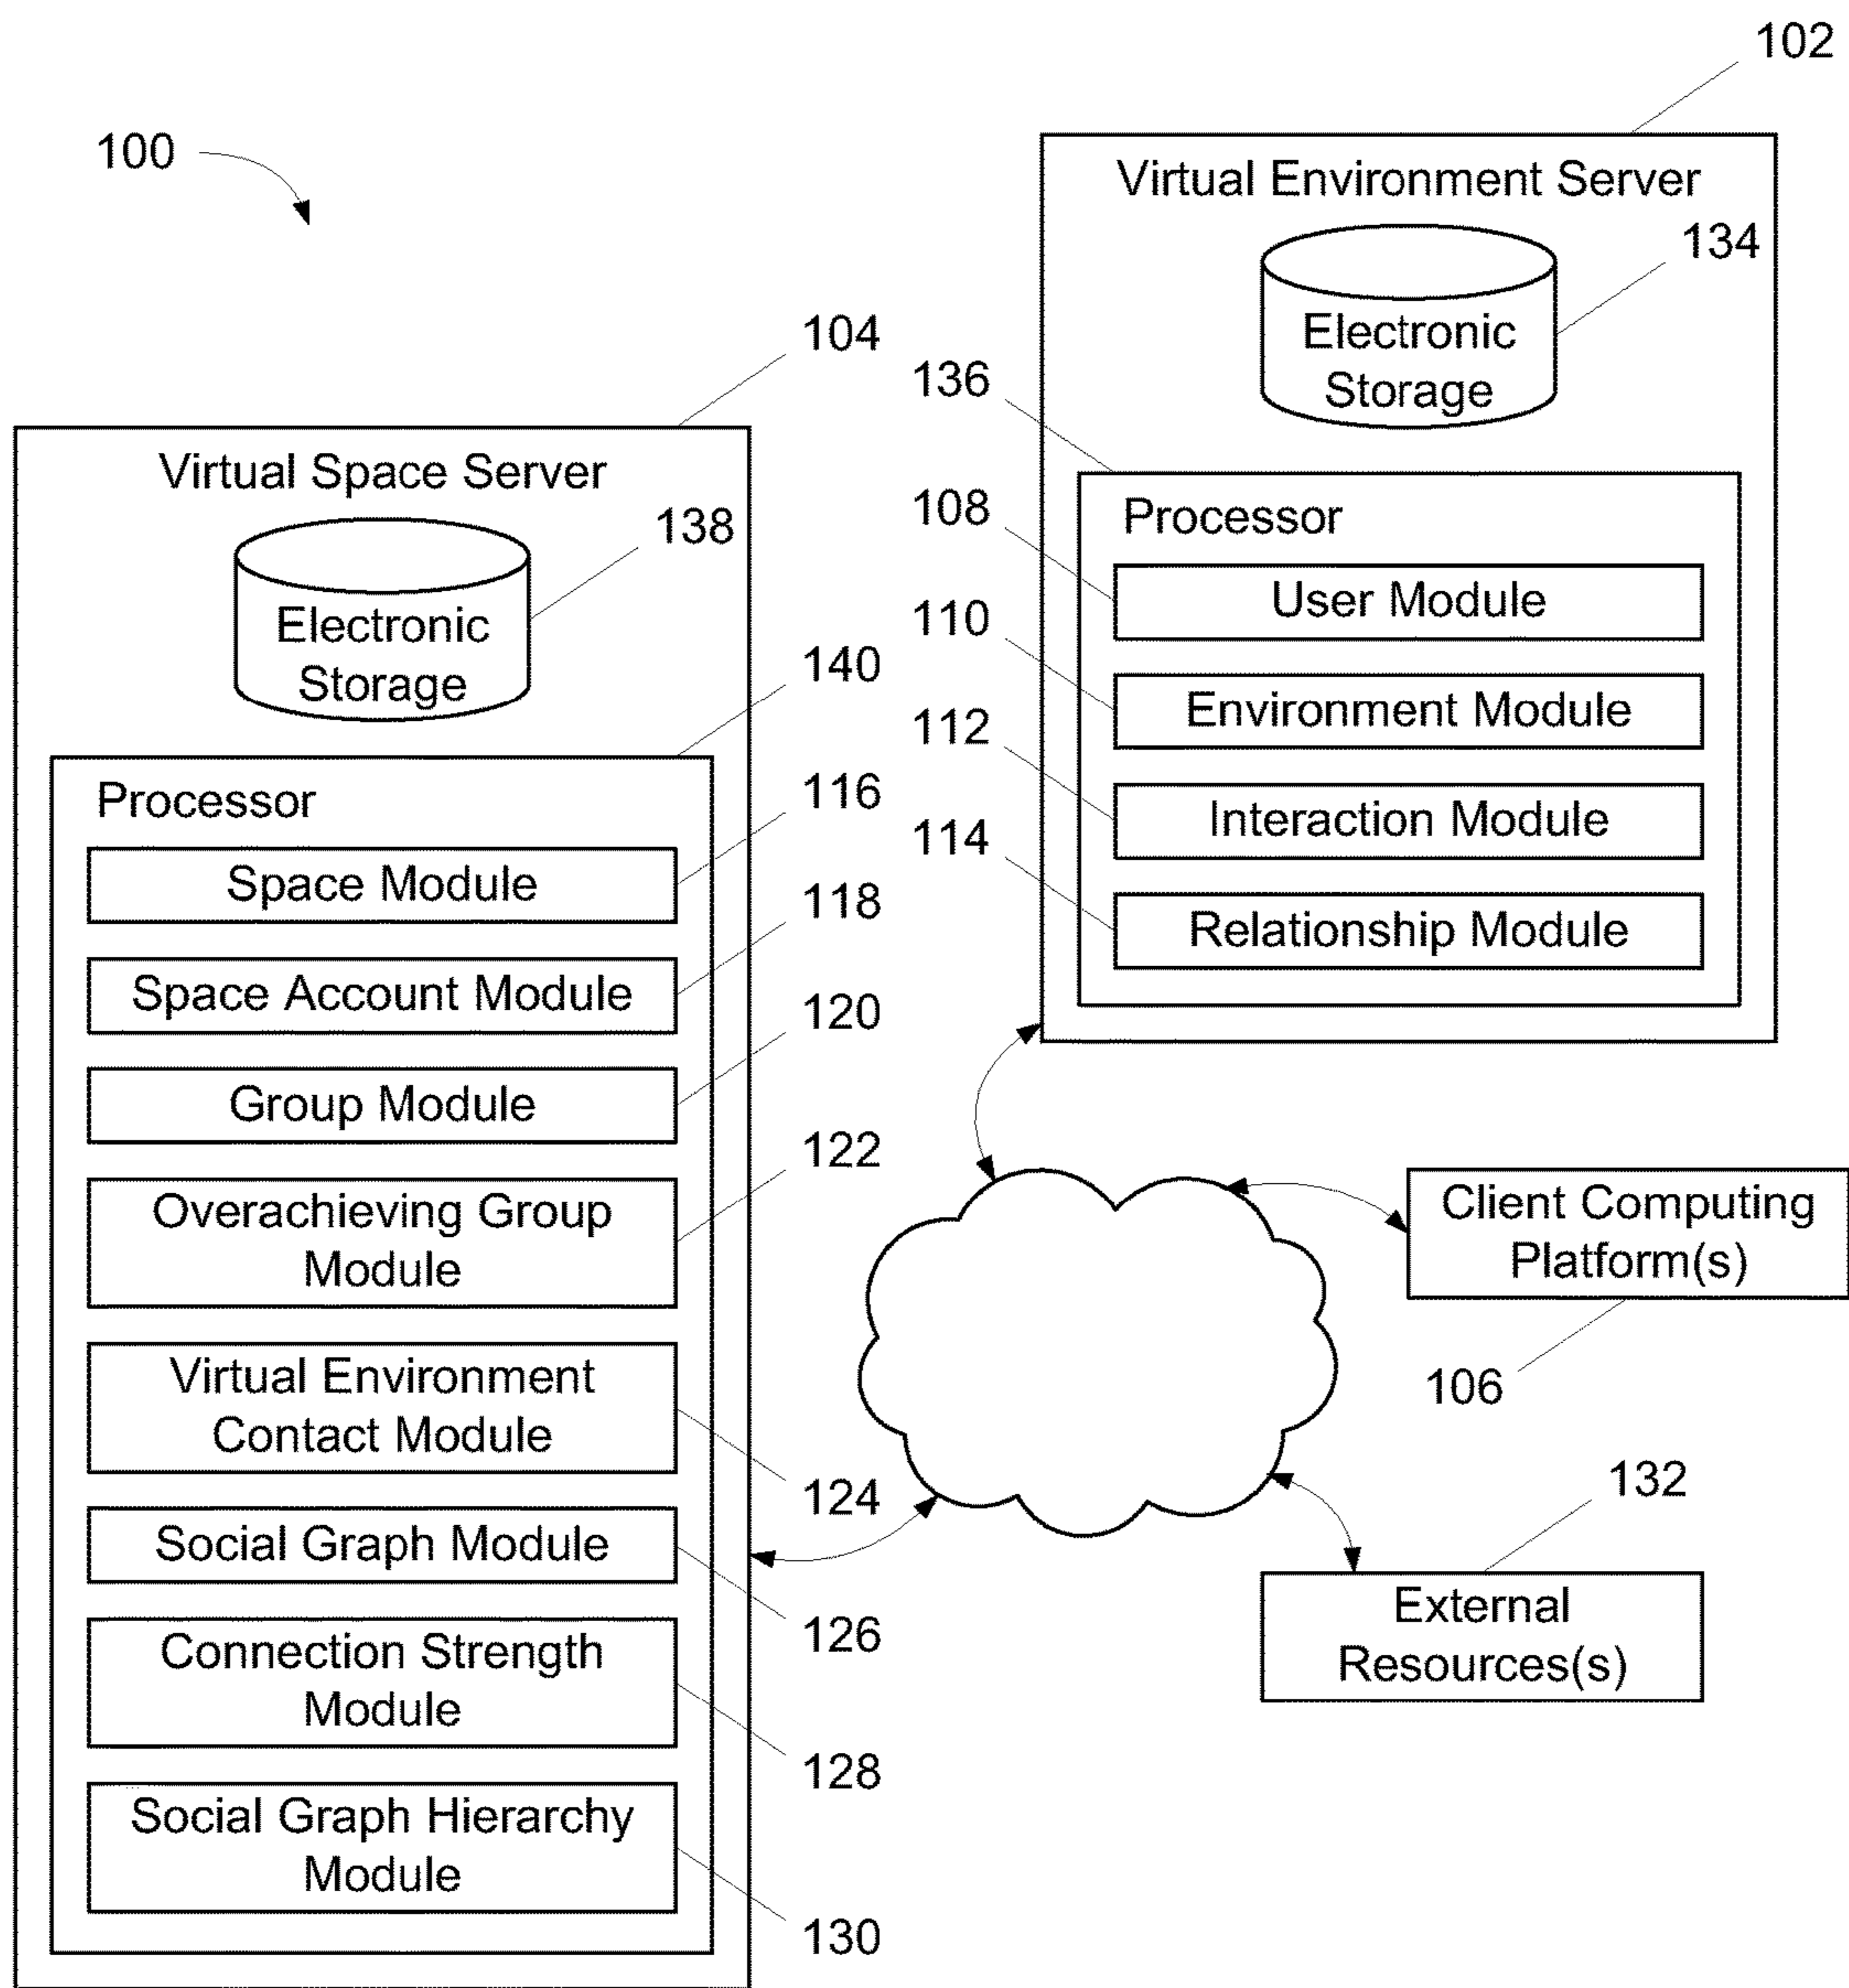 102
100
Virtual Environment Server
134
Electronic
Storage
136
Processor
108
User Module
110
Environment Module
112
Interaction Module
114
Relationship Module
104
Virtual Space Server
138
Electronic
Storage
140
Processor
116
Space Module
118
Space Account Module
120
Group Module
122
Overachieving Group
Module
Virtual Environment
Contact Module
124
Social Graph Module
126
Connection Strength
Module
128
Social Graph Hierarchy
Module
130
Client Computing
Platform(s)
106
132
External
Resources(s)